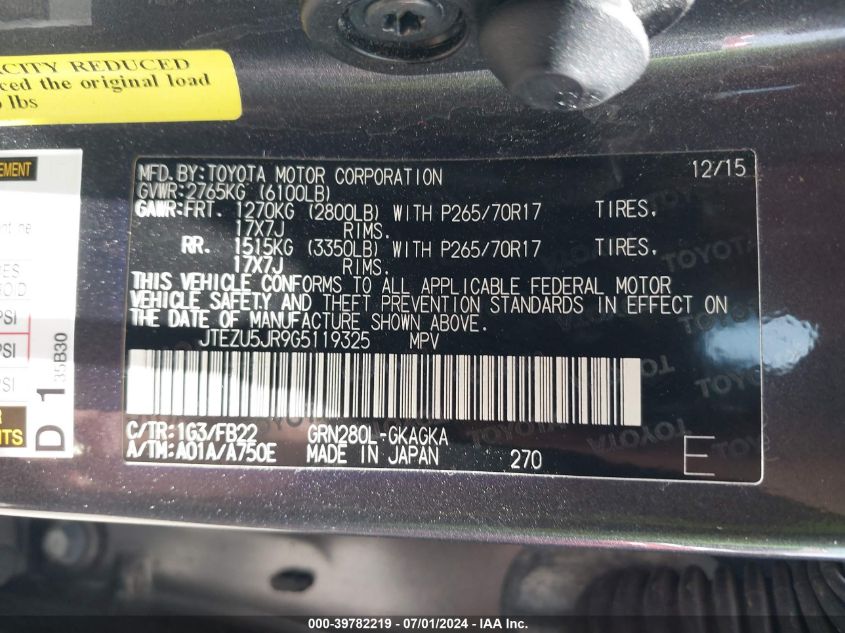 RCITY REDUCED
ced the original load
lbs
EMENT
PSI
PSI
PSI
D 1
35B30
MFD.BY:TOYOTA MOTOR CORPORATION 12/15
GVWR:2765KG (6100LB)
GAWR:FRT. 1270KG (2800LB) WITH P265/70R17 TIRES,
17X7J RIMS.
RR. 1515KG (3350LB) WITH P265/70R17 TIRES,
17X7J RIMS.
THIS VEHICLE CONFORMS TO ALL APPLICABLE FEDERAL MOTOR
VEHICLE SAFETY AND THEFT PREVENTION STANDARDS IN EFFECT ON
THE DATE OF MANUFACTURE SHOWN ABOVE.
JTEZU5JR9G5119325 MPV
C/TR:1G3/FB22 GRN280L-GKAGKA
A/TM:A01A/A750E MADE IN JAPAN 270 E
000-39782219 / 07/01/2024 / IAAI.com